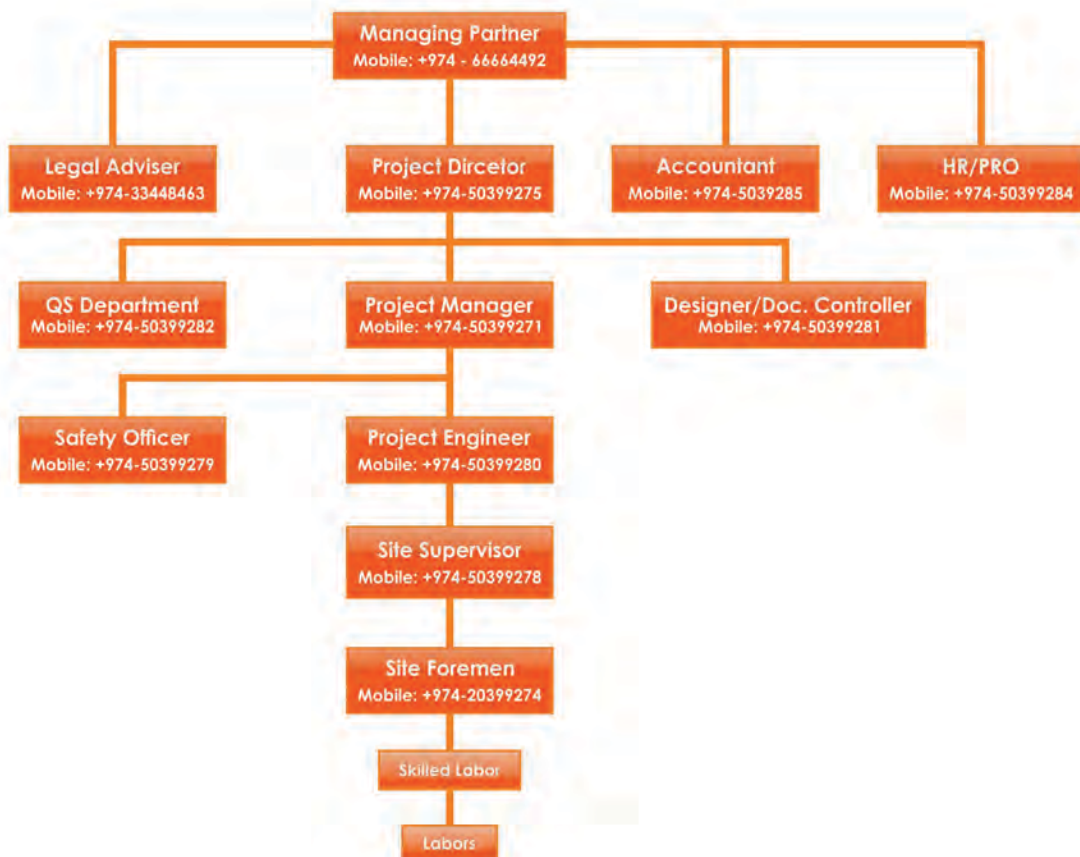 Managing Partner
Mobile: +974 - 66664492
Legal Adviser
Mobile: +974-33448463
Project Dircetor
Mobile: +974-50399275
Accountant
Mobile: +974-5039285
HR/PRO
Mobile: +974-50399284
QS Department
Mobile: +974-50399282
Project Manager
Mobile: +974-50399271
Designer/Doc. Controller
Mobile: +974-50399281
Safety Officer
Mobile: +974-50399279
Project Engineer
Mobile: +974-50399280
Site Supervisor
Mobile: +974-50399278
Site Foremen
Mobile: +974-20399274
Skilled Labor
Labors